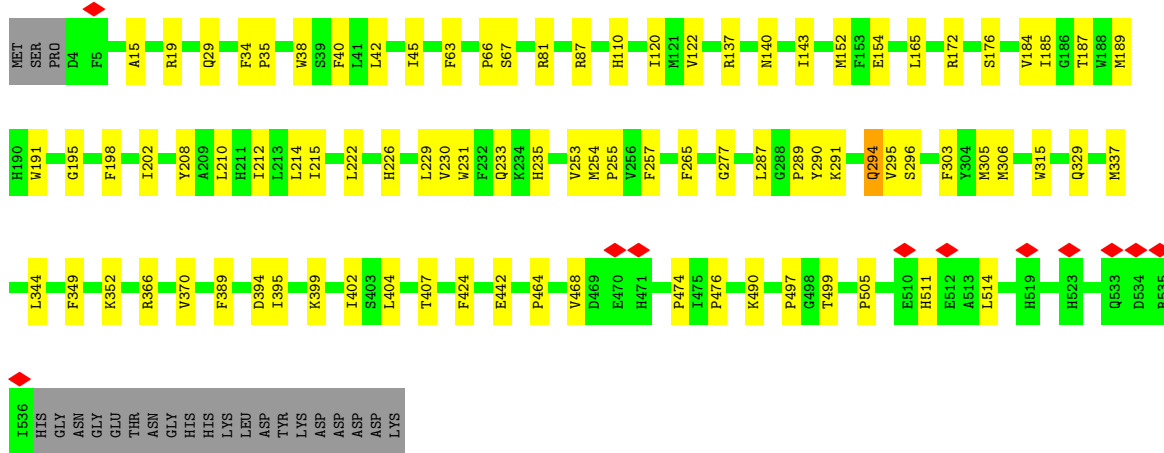 MET SER PRO D4 F5 A15 R19 Q29 F34 P35 W38 S39 F40 L41 L42 I45 F63 P66 S67 R81 R87 H110 I120 M121 V122 R137 N140 I143 M152 F153 E154 L165 R172 S176 V184 I185 G186 T187 W188 M189
H190 W191 G195 F198 I202 Y208 A209 L210 H211 I212 L213 L214 I215 L222 H226 L229 V230 W231 F232 Q233 K234 H235 V253 M254 P255 V256 F257 F265 G277 L287 G288 P289 Y290 K291 Q294 V295 S296 F303 Y304 M305 M306 W315 Q329 M337
L344 F349 K352 R366 V370 F389 D394 I395 K399 I402 S403 L404 T407 F424 E442 P464 V468 D469 E470 H471 P474 I475 P476 K490 P497 G498 T499 P505 E510 H511 E512 A513 L514 H519 H523 Q533 D534 R535
I536 HIS GLY ASN GLY GLU THR ASN GLY HIS HIS LYS LEU ASP TYR LYS ASP ASP ASP ASP LYS